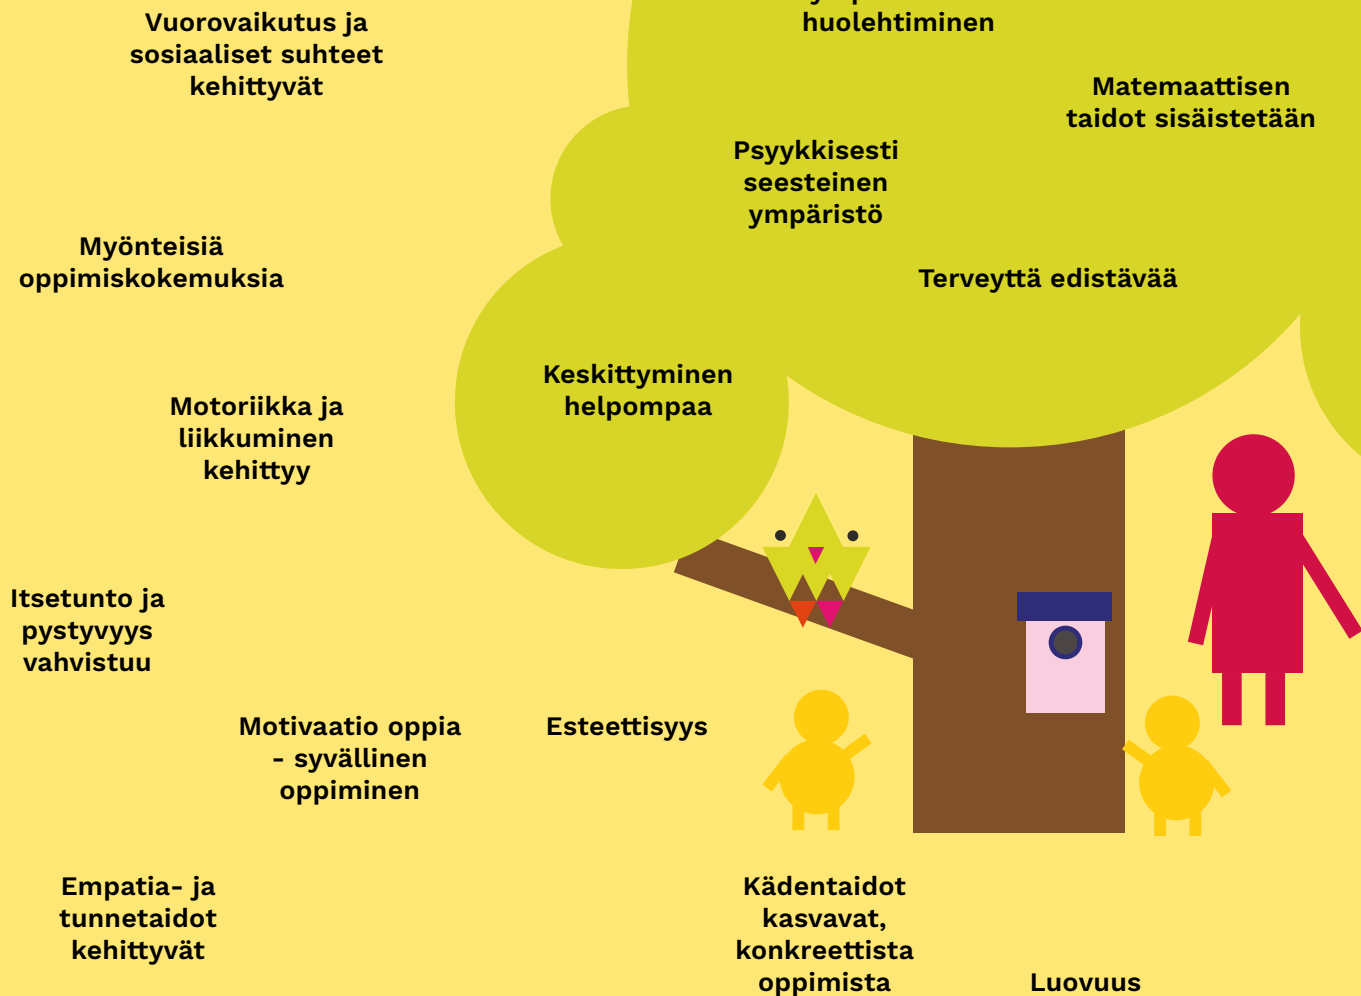 Vuorovaikutus ja
sosiaaliset suhteet
kehittyvät
huolehtiminen
Matemaattisen
taidot sisäistetään
Psyykkisesti
seesteinen
ympäristö
Myönteisiä
oppimiskokemuksia
Terveyttä edistävää
Keskittyminen
helpompaa
Motoriikka ja
liikkuminen
kehittyy
Itsetunto ja
pystyvyys
vahvistuu
Motivaatio oppia
- syvällinen
oppiminen
Esteettisyys
Empatia- ja
tunnetaidot
kehittyvät
Kädentaidot
kasvavat,
konkreettista
oppimista
Luovuus